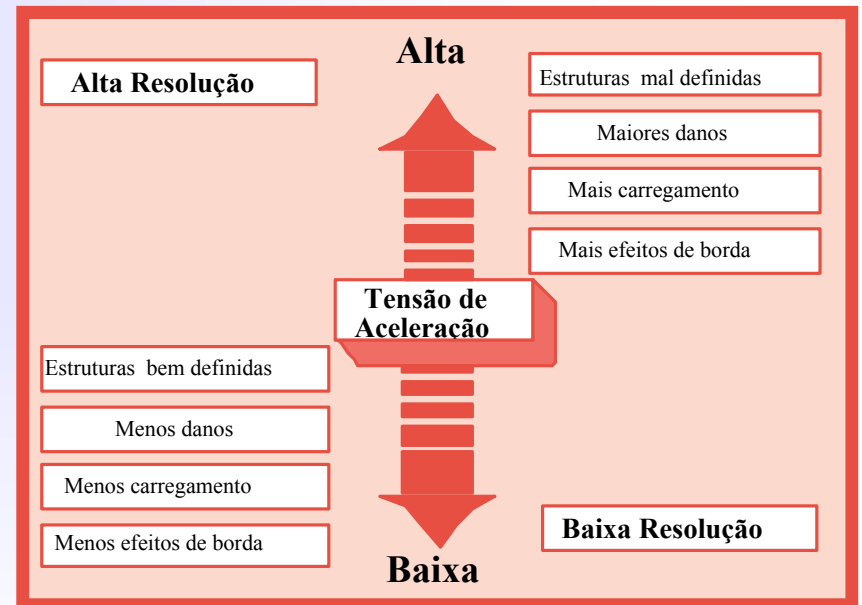 Alta
Alta Resolução
Estruturas mal definidas
Maiores danos
Mais carregamento
Mais efeitos de borda
Tensão de
Aceleração
Estruturas bem definidas
Menos danos
Menos carregamento
Menos efeitos de borda
Baixa Resolução
Baixa